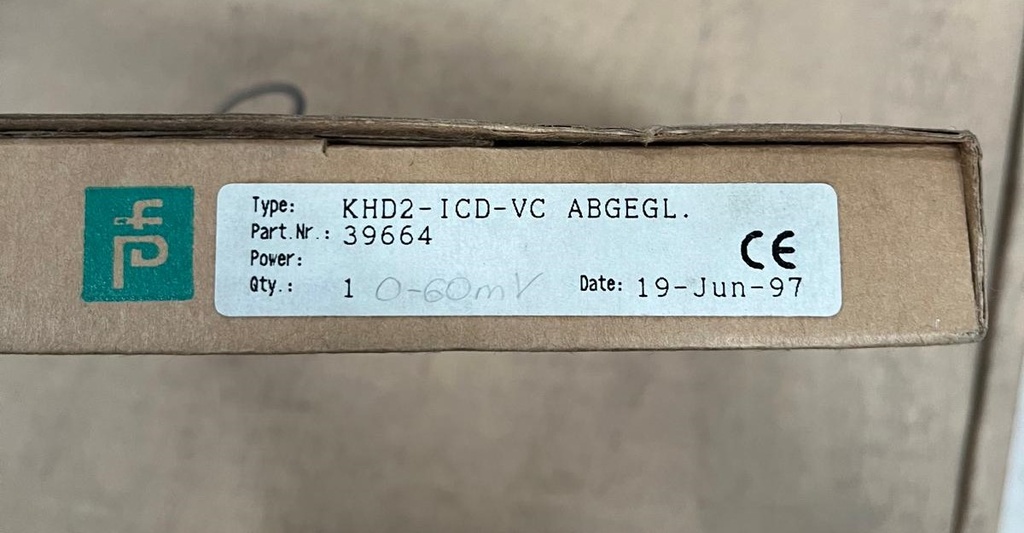 Type: KHD2-ICD-VC ABGEGL.
Part.Nr.: 39664
Power:
Qty.: 1 0-60mV Date: 19-Jun-97
CE